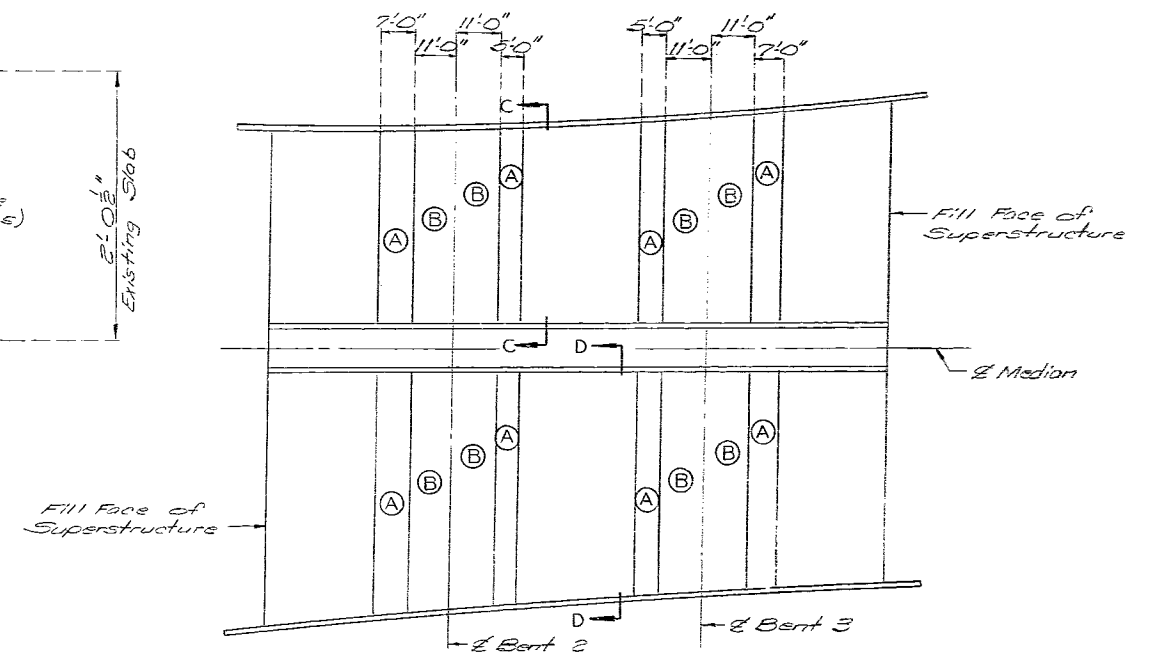 7'-0" 11'-0" 5'-0" 11'-0"
11'-0" 5'-0" 11'-0" 7'-0"
C
2'-0½"
Existing Slab
A
B
B
A
A
B
B
A
Fill Face of
Superstructure
C
D
℄ Median
A
B
B
A
A
B
B
A
Fill Face of
Superstructure
D
℄ Bent 2
℄ Bent 3